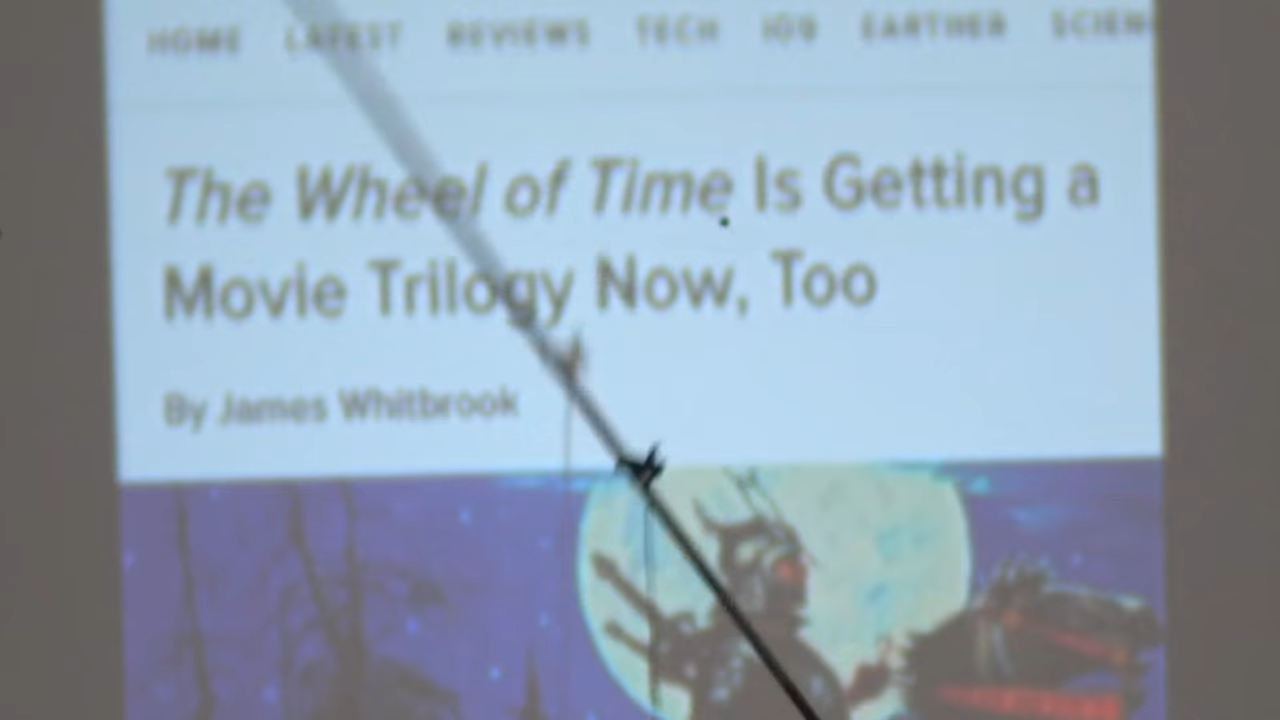 HOME LATEST REVIEWS TECH IO9 EARTHER SCIEN
The Wheel of Time Is Getting a
Movie Trilogy Now, Too
By James Whitbrook